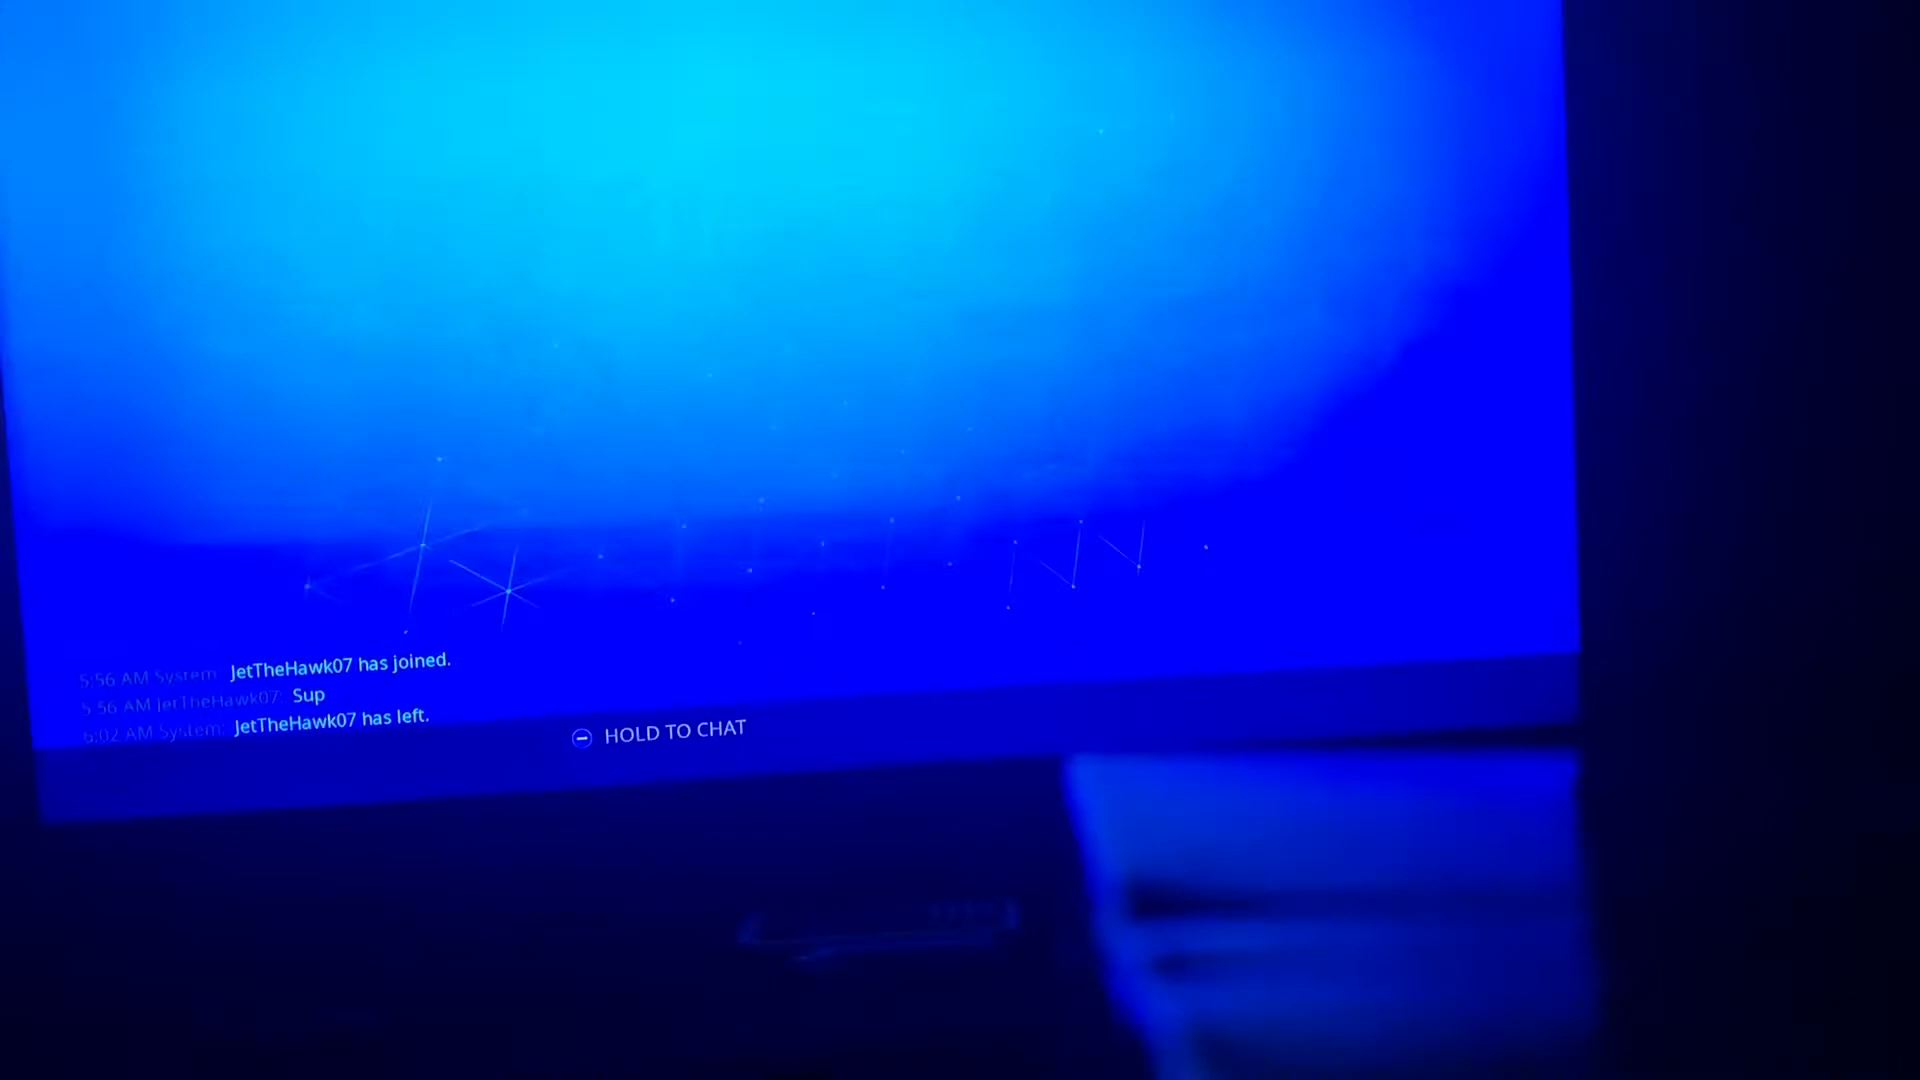 5:56 AM System: JetTheHawk07 has joined.
5:56 AM JetTheHawk07: Sup
6:02 AM System: JetTheHawk07 has left.
HOLD TO CHAT